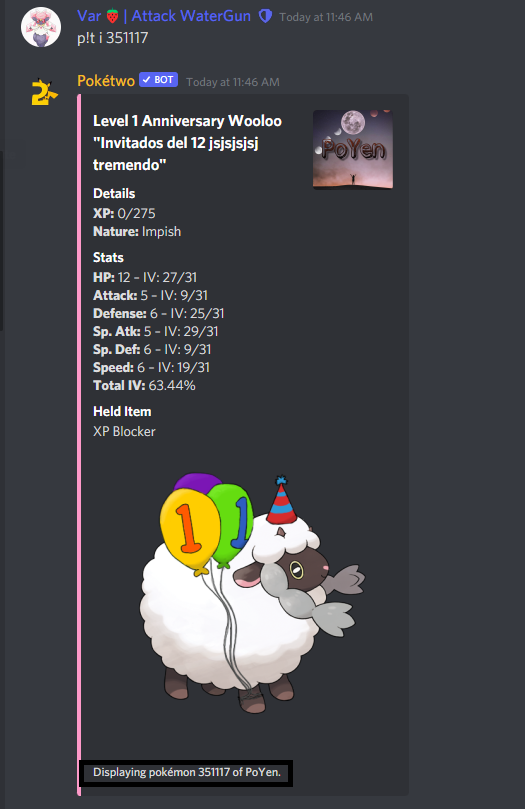 Var 🍓 | Attack WaterGun Today at 11:46 AM
p!t i 351117
Pokétwo ✓ BOT Today at 11:46 AM
Level 1 Anniversary Wooloo
"Invitados del 12 jsjsjsjsj
tremendo"
PoYen
Details
XP: 0/275
Nature: Impish
Stats
HP: 12 – IV: 27/31
Attack: 5 – IV: 9/31
Defense: 6 – IV: 25/31
Sp. Atk: 5 – IV: 29/31
Sp. Def: 6 – IV: 9/31
Speed: 6 – IV: 19/31
Total IV: 63.44%
Held Item
XP Blocker
1 1
Displaying pokémon 351117 of PoYen.